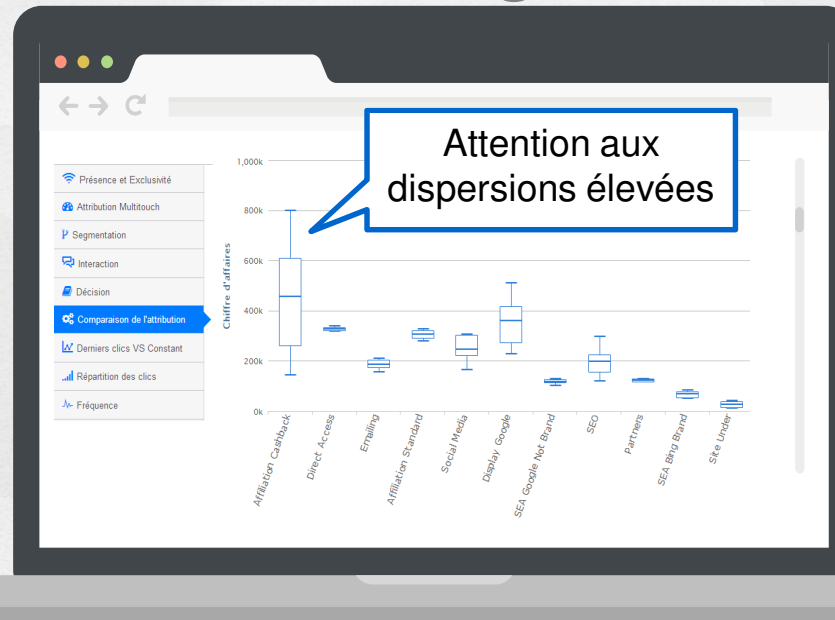 Attention aux
dispersions élevées
Présence et Exclusivité
Attribution Multitouch
Segmentation
Interaction
Décision
Comparaison de l'attribution
Derniers clics VS Constant
Répartition des clics
Fréquence
Chiffre d'affaires
1,000k
800k
600k
400k
200k
0k
Affiliation Cashback
Direct Access
Emailing
Affiliation Standard
Social Media
Display Google
SEA Google Not Brand
SEO
Partners
SEA Bing Brand
Site Under